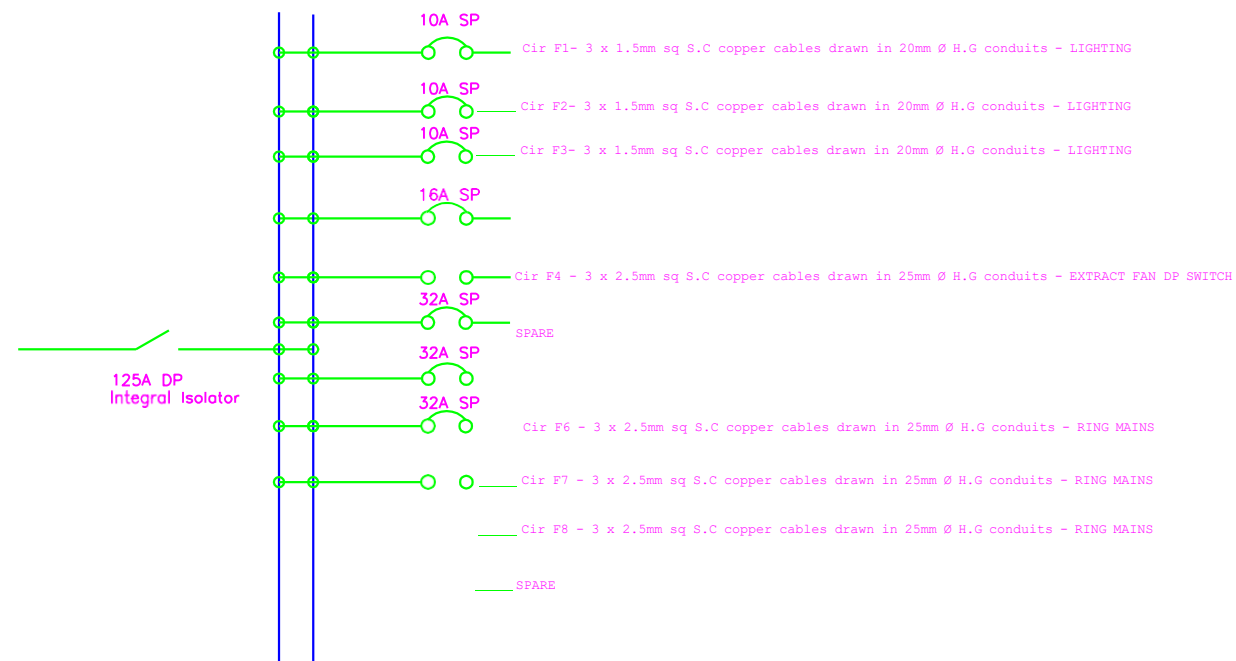 10A SP
Cir F1- 3 x 1.5mm sq S.C copper cables drawn in 20mm Ø H.G conduits - LIGHTING
10A SP
Cir F2- 3 x 1.5mm sq S.C copper cables drawn in 20mm Ø H.G conduits - LIGHTING
10A SP
Cir F3- 3 x 1.5mm sq S.C copper cables drawn in 20mm Ø H.G conduits - LIGHTING
16A SP
Cir F4 - 3 x 2.5mm sq S.C copper cables drawn in 25mm Ø H.G conduits - EXTRACT FAN DP SWITCH
32A SP
SPARE
32A SP
125A DP
Integral Isolator
32A SP
Cir F6 - 3 x 2.5mm sq S.C copper cables drawn in 25mm Ø H.G conduits - RING MAINS
Cir F7 - 3 x 2.5mm sq S.C copper cables drawn in 25mm Ø H.G conduits - RING MAINS
Cir F8 - 3 x 2.5mm sq S.C copper cables drawn in 25mm Ø H.G conduits - RING MAINS
SPARE